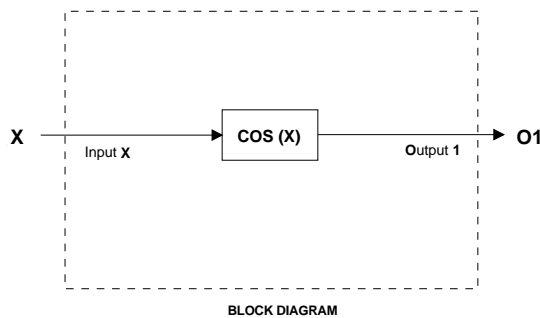 X
Input X
COS (X)
Output 1
O1
BLOCK DIAGRAM